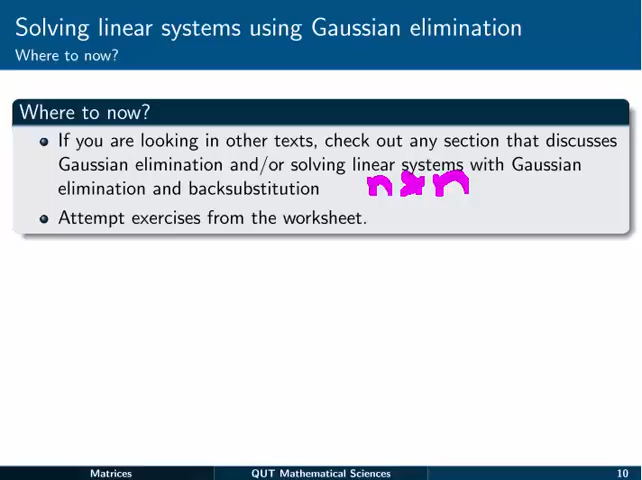 Solving linear systems using Gaussian elimination
Where to now?
Where to now?
If you are looking in other texts, check out any section that discusses
Gaussian elimination and/or solving linear systems with Gaussian
elimination and backsubstitution
n × n
Attempt exercises from the worksheet.
Matrices
QUT Mathematical Sciences
10